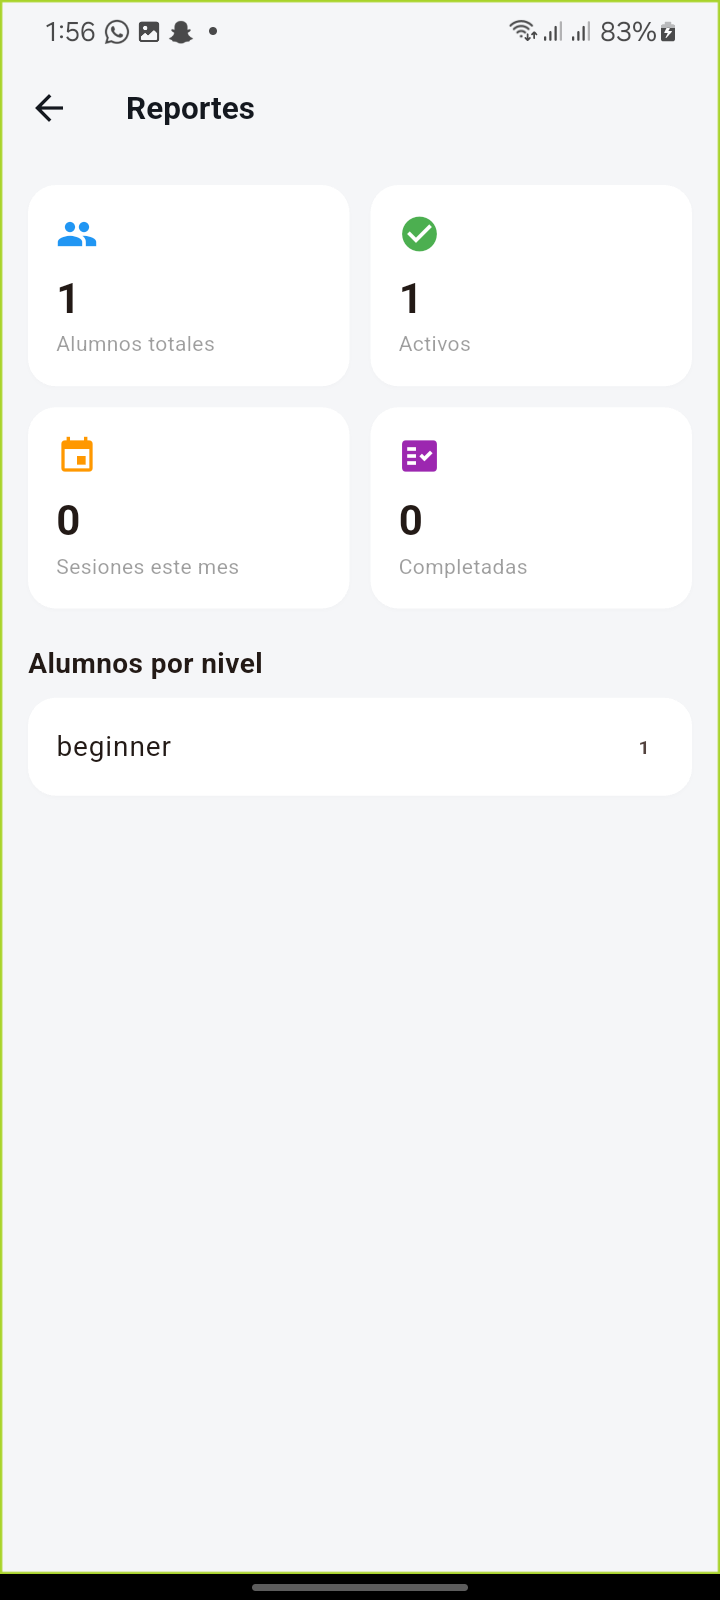 1:56
83%
Reportes
1
Alumnos totales
1
Activos
0
Sesiones este mes
0
Completadas
Alumnos por nivel
beginner
1